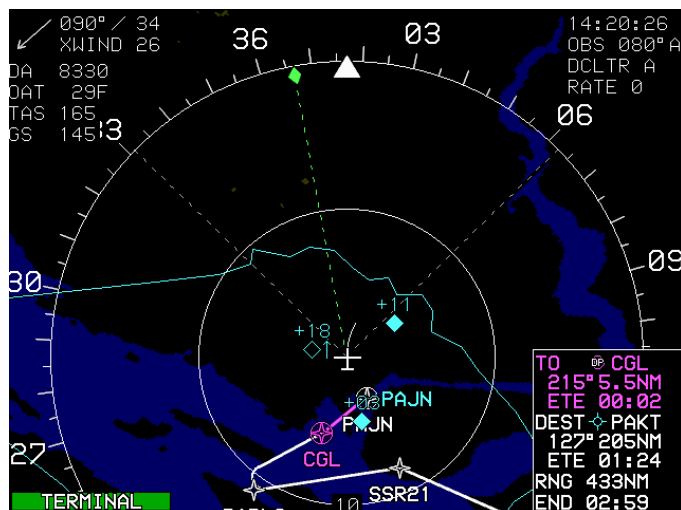 090°/ 34
XWIND 26
DA 8330
OAT 29F
TAS 165
GS 145
14:20:26
OBS 080°A
DCLTR A
RATE 0
36
03
33
06
30
09
27
+11
+18
PAJN
PAJN
CGL
SSR21
10
TO DP CGL
215°5.5NM
ETE 00:02
DEST PAKT
127°205NM
ETE 01:24
RNG 433NM
END 02:59
TERMINAL